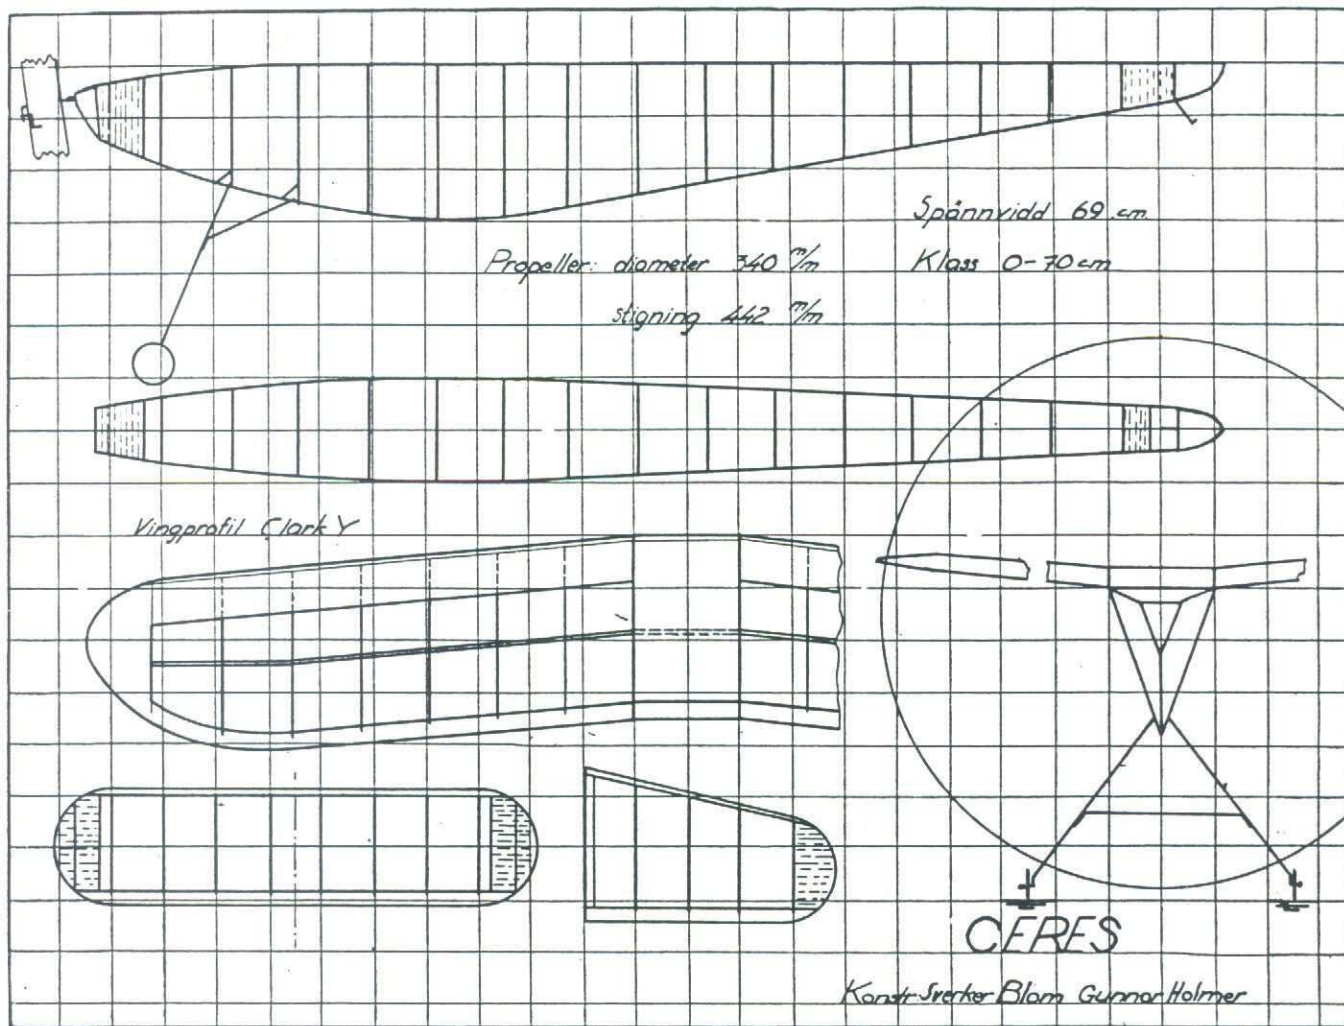 Spännvidd 69 cm.
Propeller: diameter 340 m/m
Klass 0-70 cm
stigning 442 m/m
Vingprofil Clark Y
CERES
Konstr Sverker Blom Gunnar Holmer